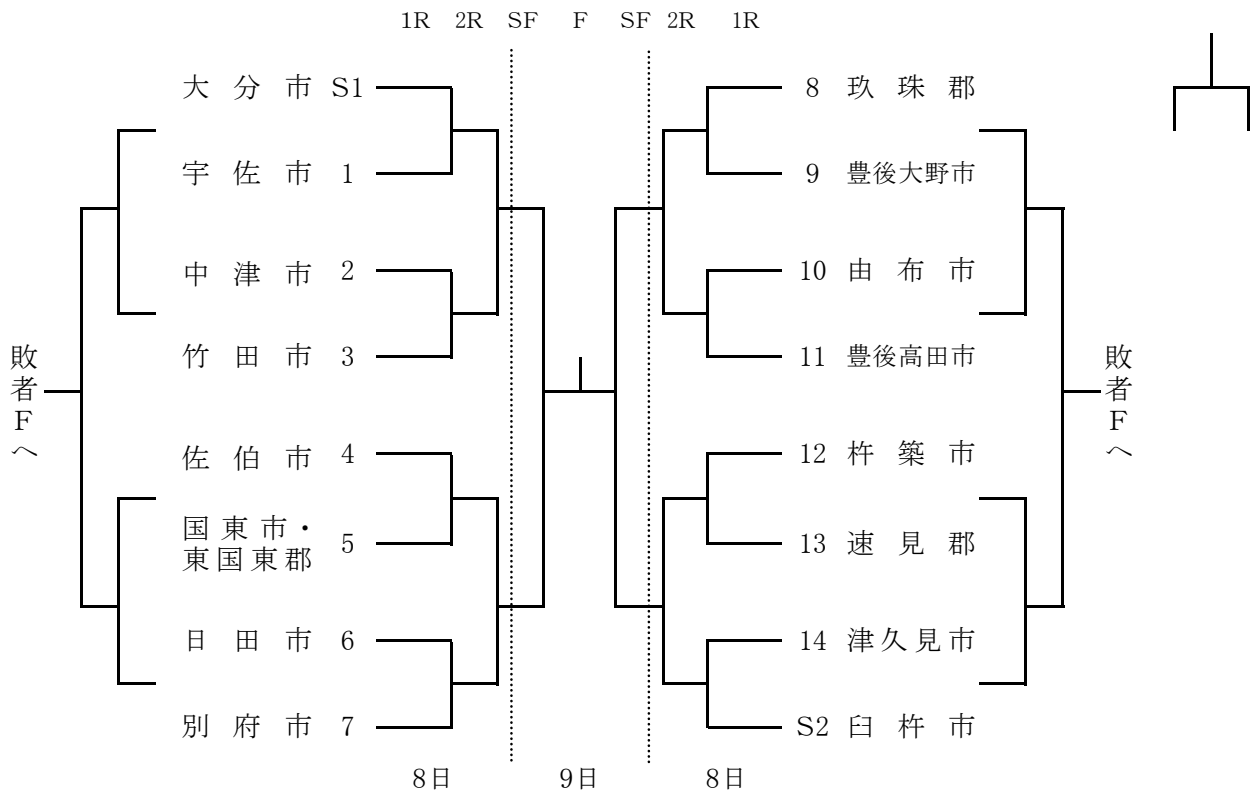 1R 2R SF F SF 2R 1R
大分市 S1
宇佐市 1
中津市 2
竹田市 3
佐伯市 4
国東市・
東国東郡 5
日田市 6
別府市 7
8 玖珠郡
9 豊後大野市
10 由布市
11 豊後高田市
12 杵築市
13 速見郡
14 津久見市
S2 臼杵市
敗者Fへ
敗者Fへ
8日 9日 8日